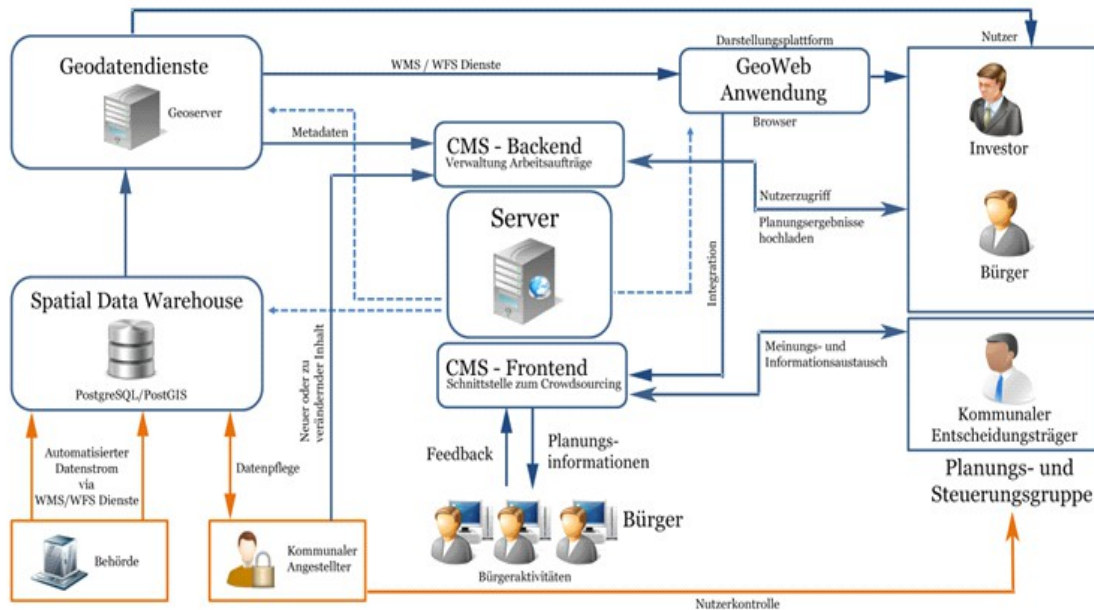 Geodatendienste
Geoserver
WMS / WFS Dienste
Metadaten
Darstellungsplattform
GeoWeb
Anwendung
Browser
Nutzer
Investor
Bürger
CMS - Backend
Verwaltung Arbeitsaufträge
Nutzerzugriff
Planungsergebnisse
hochladen
Server
Integration
Spatial Data Warehouse
PostgreSQL/PostGIS
Neuer oder zu
verändernder Inhalt
CMS - Frontend
Schnittstelle zum Crowdsourcing
Meinungs- und
Informationsaustausch
Kommunaler
Entscheidungsträger
Planungs- und
Steuerungsgruppe
Automatisierter
Datenstrom
via
WMS/WFS Dienste
Datenpflege
Feedback
Planungs-
informationen
Bürger
Bürgeraktivitäten
Behörde
Kommunaler
Angestellter
Nutzerkontrolle